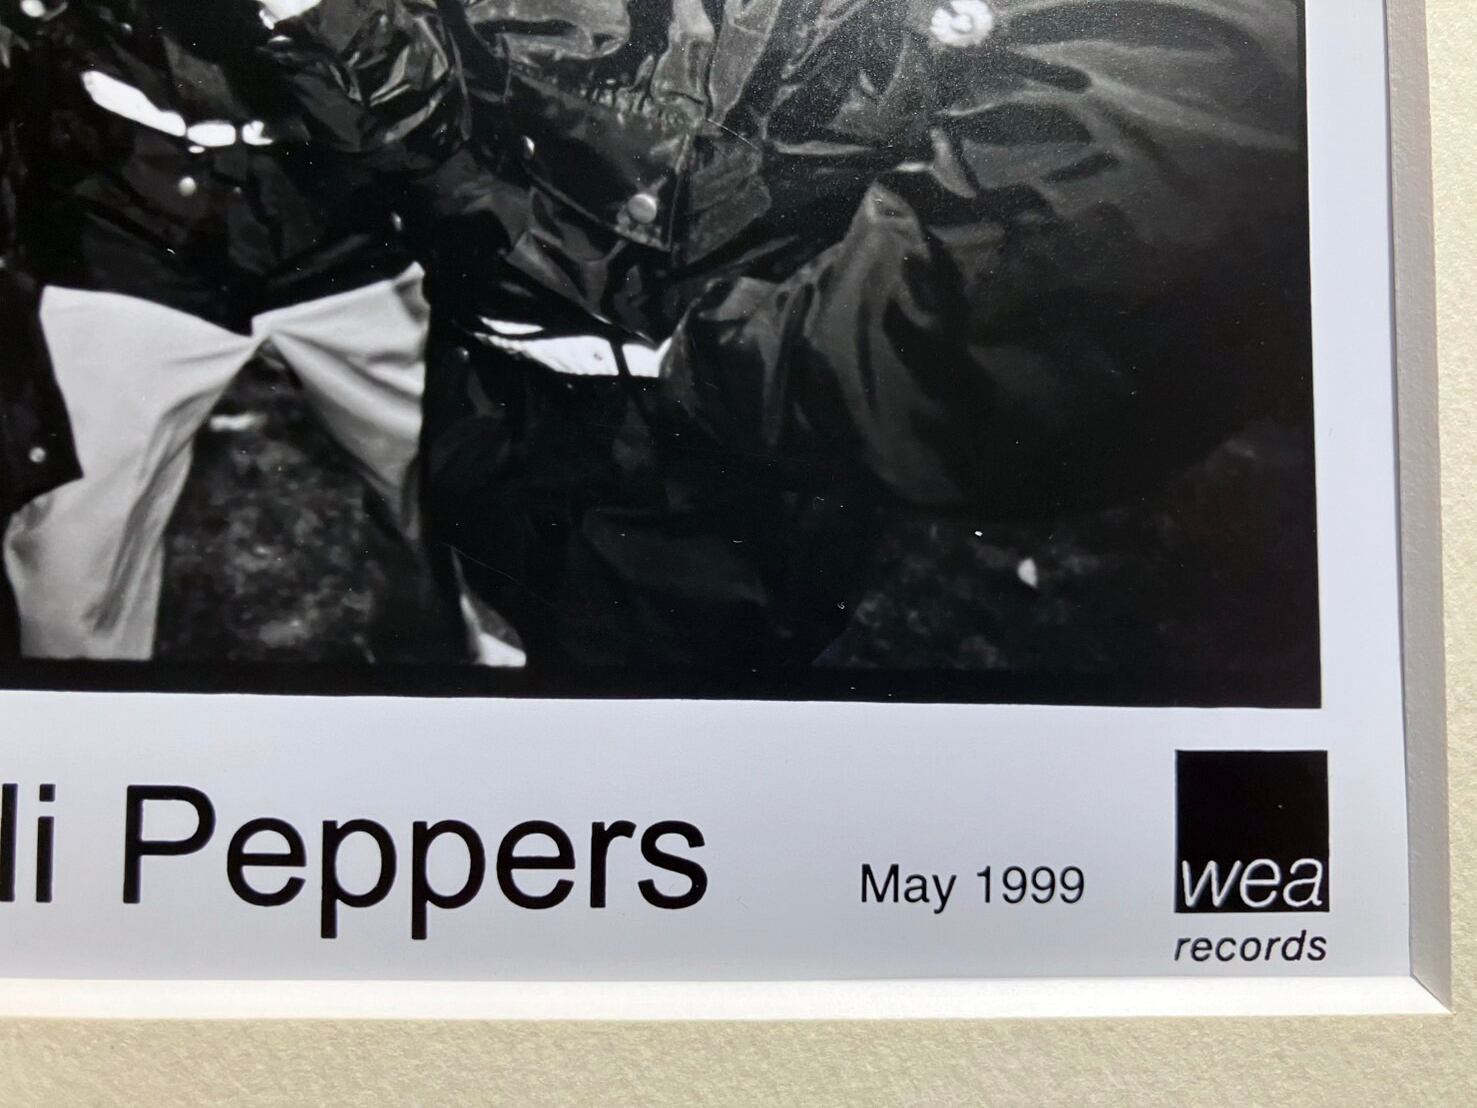 li Peppers
May 1999
wea
records